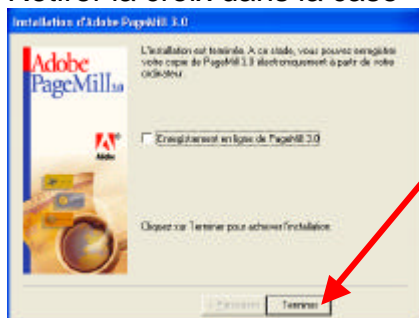 Retirer la croix dans la case
Installation d'Adobe PageMill 3.0
Adobe
PageMill 3.0
Adobe
L'installation est terminée. A ce stade, vous pouvez enregistrer
votre copie de PageMill 3.0 électroniquement à partir de votre
ordinateur.
Enregistrement en ligne de PageMill 3.0
Cliquez sur Terminer pour achever l'installation.
< Précédent
Terminer